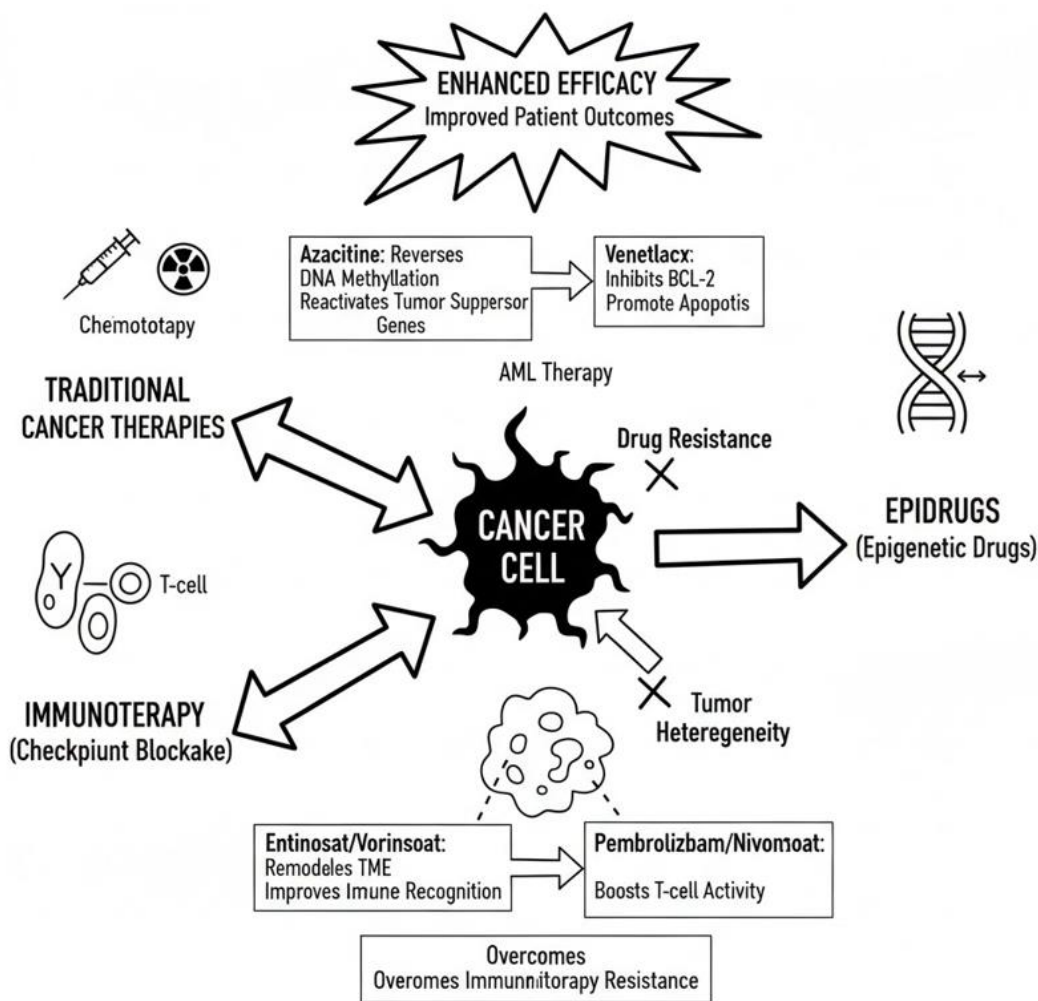 ENHANCED EFFICACY
Improved Patient Outcomes
Azacitine: Reverses
DNA Methyllation
Reactivates Tumor Suppersor
Genes
Venetlacx:
Inhibits BCL-2
Promote Apopotis
Chemototapy
AML Therapy
TRADITIONAL
CANCER THERAPIES
Drug Resistance
CANCER
CELL
EPIDRUGS
(Epigenetic Drugs)
Y
T-cell
IMMUNOTERAPY
(Checkpiunt Blockake)
Tumor
Heteregeneity
Entinosat/Vorinsoat:
Remodeles TME
Improves Imune Recognition
Pembrolizbam/Nivomoat:
Boosts T-cell Activity
Overcomes
Overomes Immunnitorapy Resistance